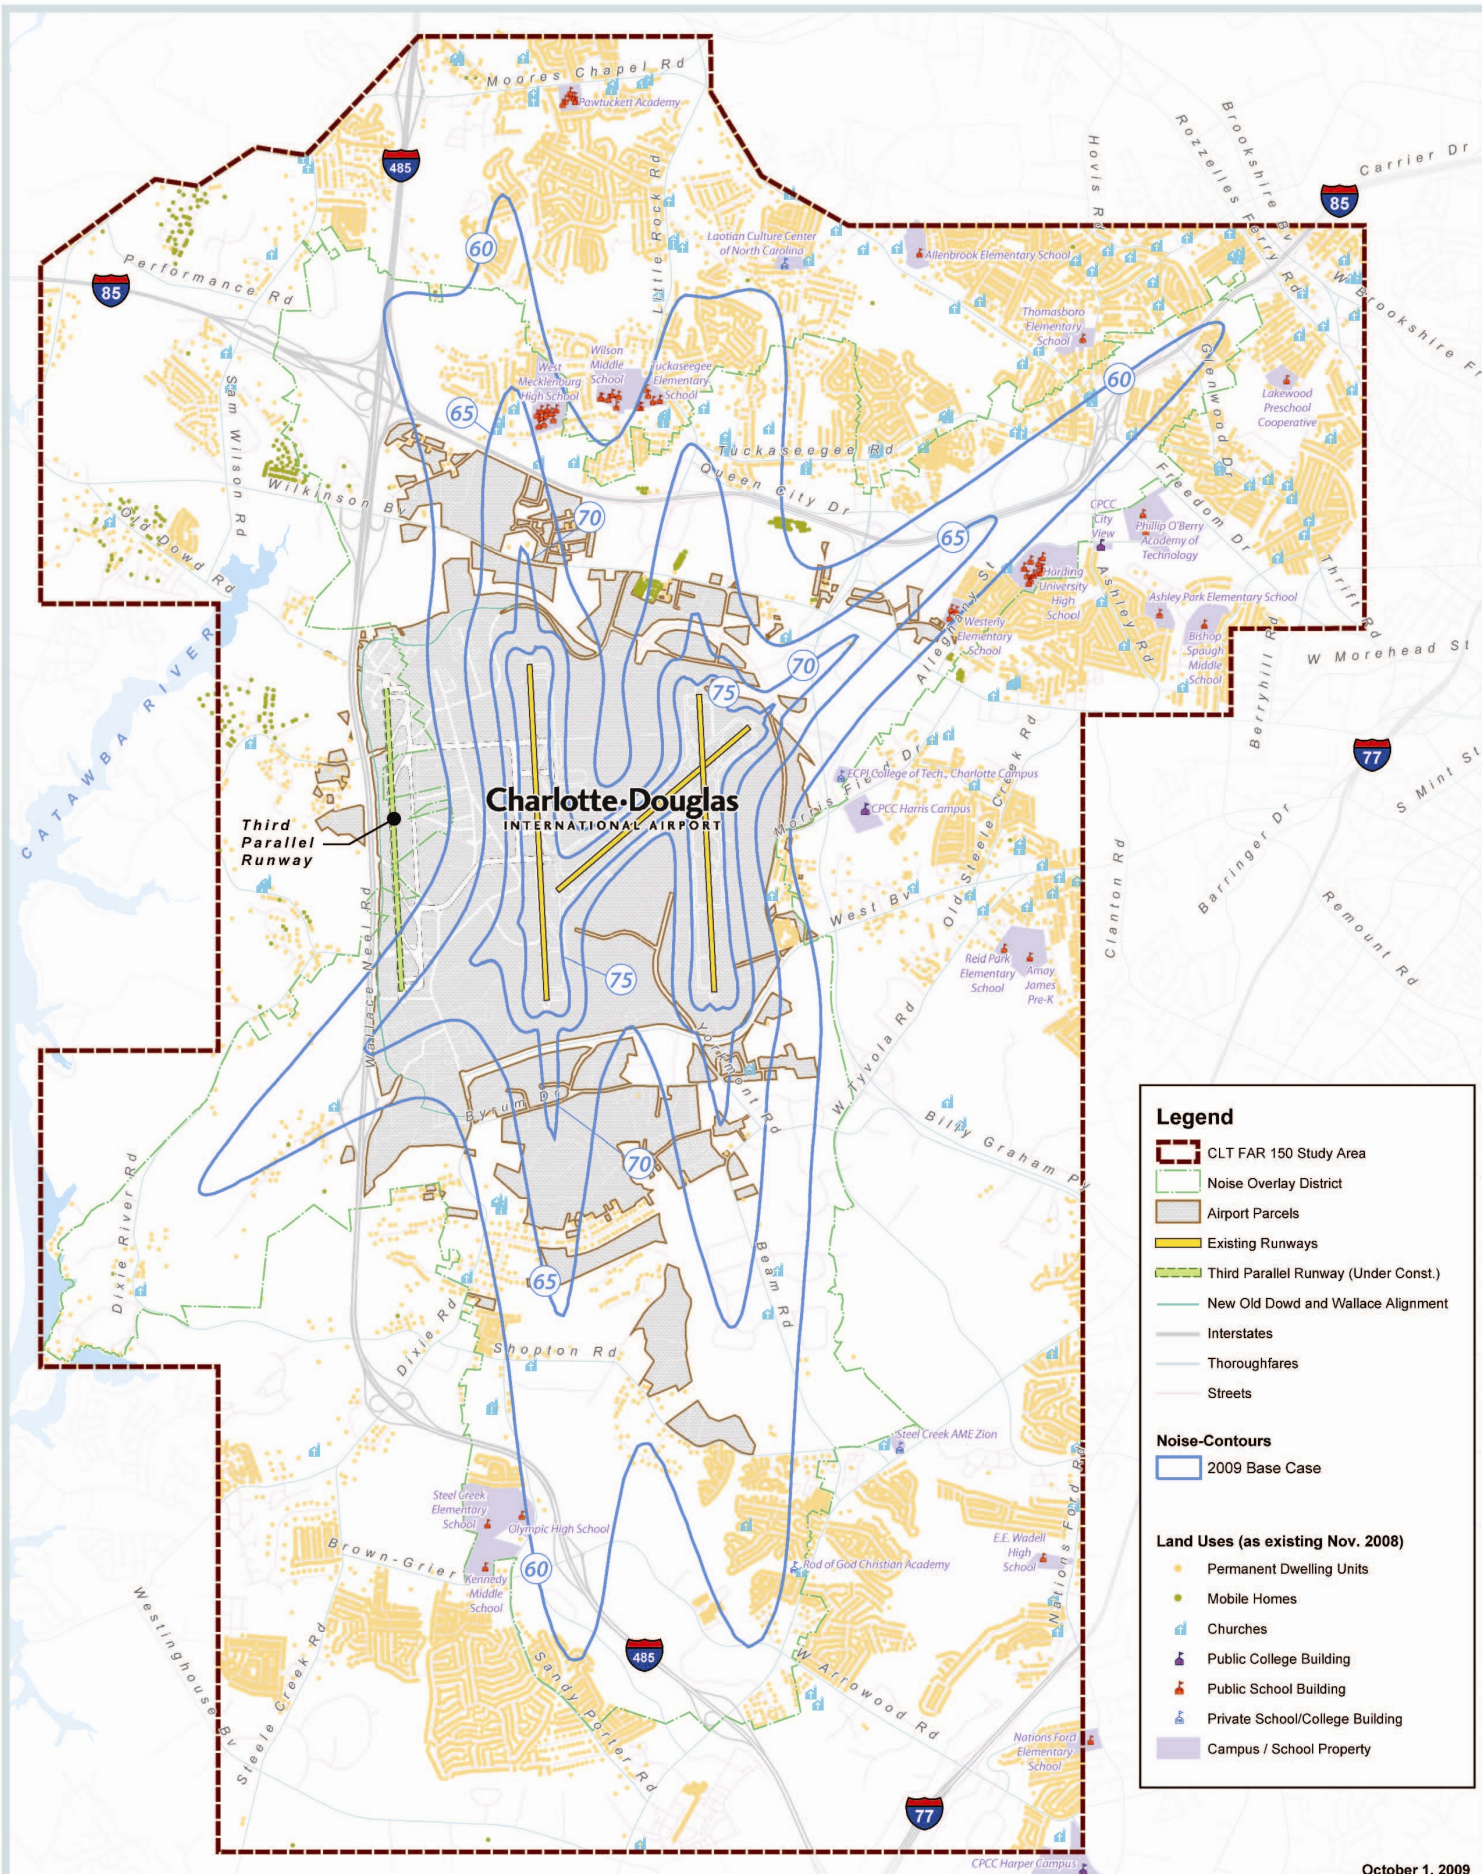 Moores Chapel Rd
Pawtuckett Academy
485
Little Rock Rd
Hovis Rd
Rozzelles Ferry Rd
Brookshire Bv
Carrier Dr
85
60
Laotian Culture Center
of North Carolina
Allenbrook Elementary School
Performance Rd
85
W Brookshire Fr
Thomasboro
Elementary
School
Wilson
Middle
School
West
Mecklenburg
High School
Tuckaseegee
Elementary
School
Glenwood Dr
60
Lakewood
Preschool
Cooperative
Sam Wilson Rd
65
Tuckaseegee Rd
Queen City Dr
Wilkinson Bv
Freedom Dr
Old Dowd Rd
70
65
CPCC
City
View
Phillip O'Berry
Academy of
Technology
Thrift Rd
Harding
University
High
School
Ashley Rd
Ashley Park Elementary School
Alleghany St
Westerly
Elementary
School
Bishop
Spaugh
Middle
School
Berryhill Rd
W Morehead St
CATAWBA RIVER
70
75
77
S Mint St
Charlotte·Douglas
INTERNATIONAL AIRPORT
Third
Parallel
Runway
ECPI College of Tech., Charlotte Campus
CPCC Harris Campus
Morris Field Dr
Old Steele Creek Rd
Clanton Rd
Barringer Dr
Remount Rd
West Bv
Wallace Neel Rd
Reid Park
Elementary
School
Amay
James
Pre-K
75
Yorkmont Rd
W Tyvola Rd
Billy Graham Py
Byrum Dr
70
Dixie River Rd
Beam Rd
65
Dixie Rd
Shopton Rd
Steel Creek AME Zion
Steel Creek
Elementary
School
Olympic High School
Brown-Grier
Kennedy
Middle
School
60
Rod of God Christian Academy
E.E. Wadell
High
School
Nations Ford Rd
Westinghouse Bv
Steele Creek Rd
Sandy Porter Rd
485
W Arrowood Rd
Nations Ford
Elementary
School
77
CPCC Harper Campus
Legend
CLT FAR 150 Study Area
Noise Overlay District
Airport Parcels
Existing Runways
Third Parallel Runway (Under Const.)
New Old Dowd and Wallace Alignment
Interstates
Thoroughfares
Streets
Noise-Contours
2009 Base Case
Land Uses (as existing Nov. 2008)
Permanent Dwelling Units
Mobile Homes
Churches
Public College Building
Public School Building
Private School/College Building
Campus / School Property
October 1, 2009